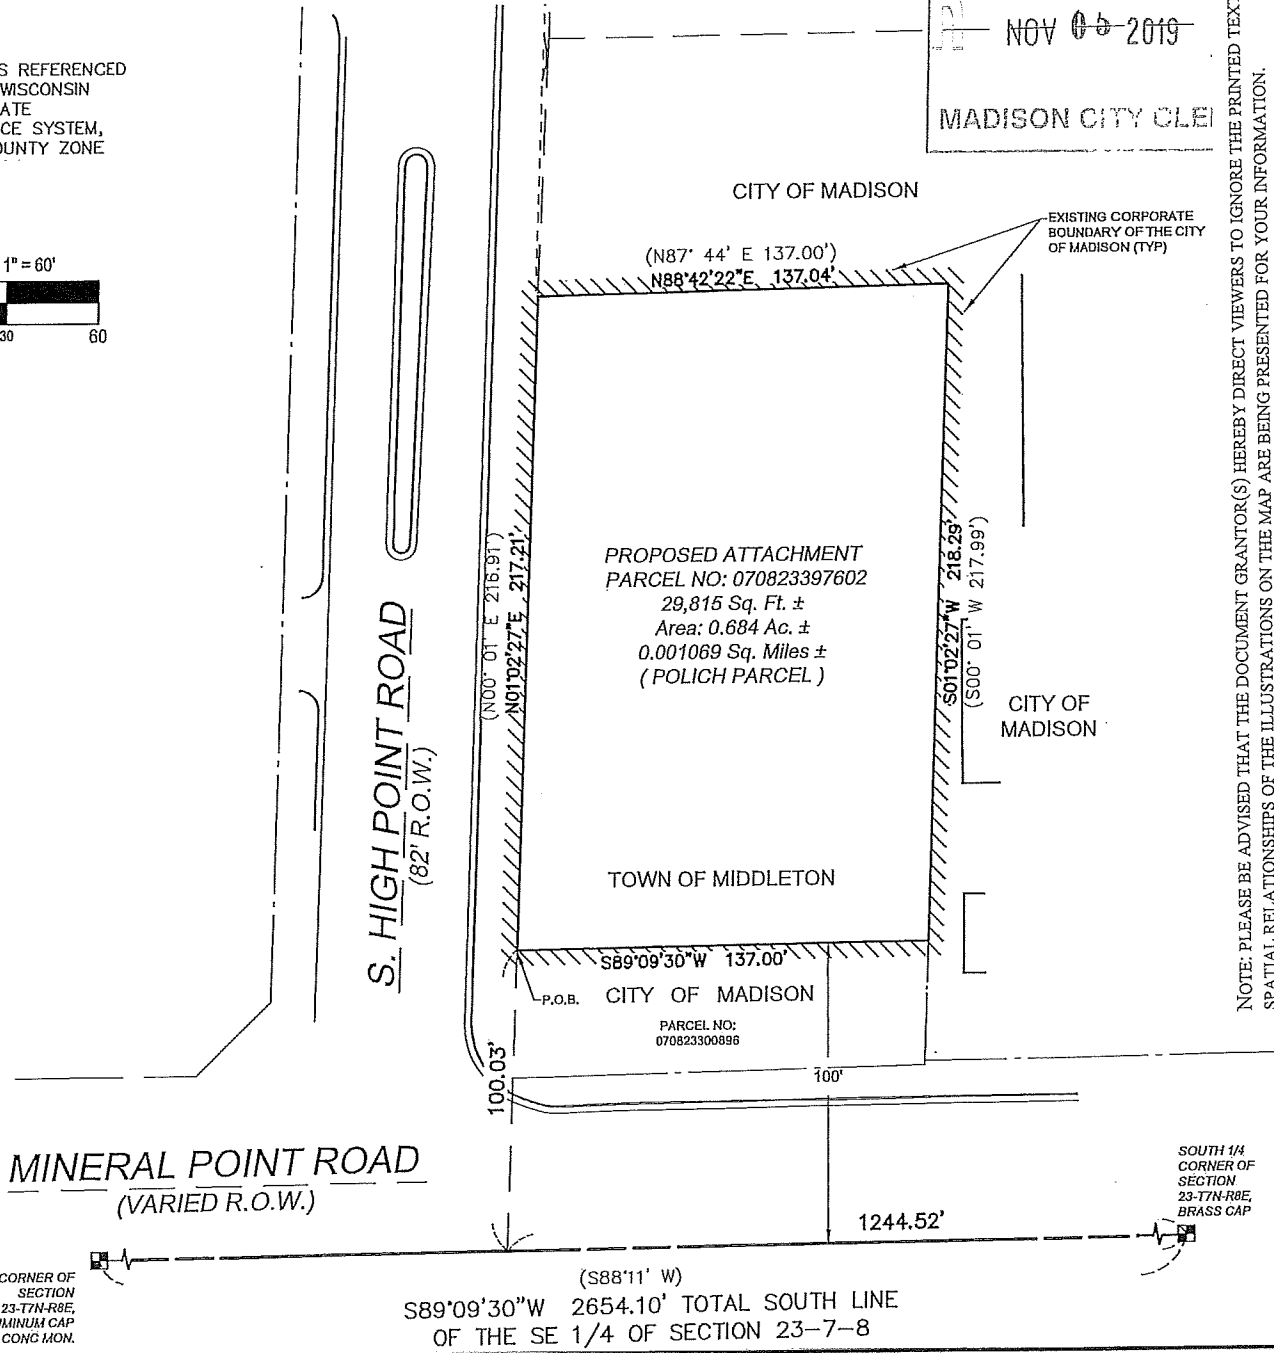 S REFERENCED
WISCONSIN
ATE
CE SYSTEM,
OUNTY ZONE
1" = 60'
30 60
NOV 05 2019
MADISON CITY CLE
CITY OF MADISON
EXISTING CORPORATE
BOUNDARY OF THE CITY
OF MADISON (TYP)
(N87° 44' E 137.00')
N88°42'22"E 137.04'
(N00° 01' E 216.91')
N01°02'27"E 217.21'
PROPOSED ATTACHMENT
PARCEL NO: 070823397602
29,815 Sq. Ft. ±
Area: 0.684 Ac. ±
0.001069 Sq. Miles ±
( POLICH PARCEL )
S01°02'27"W 218.29'
(S00° 01' W 217.99')
CITY OF
MADISON
S. HIGH POINT ROAD
(82' R.O.W.)
TOWN OF MIDDLETON
S89°09'30"W 137.00'
P.O.B.
CITY OF MADISON
PARCEL NO:
070823300896
100.03'
100'
MINERAL POINT ROAD
(VARIED R.O.W.)
SOUTH 1/4
CORNER OF
SECTION
23-T7N-R8E,
BRASS CAP
1244.52'
CORNER OF
SECTION
23-T7N-R8E,
MINUM CAP
CONC MON.
(S88°11' W)
S89°09'30"W 2654.10' TOTAL SOUTH LINE
OF THE SE 1/4 OF SECTION 23-7-8
NOTE: PLEASE BE ADVISED THAT THE DOCUMENT GRANTOR(S) HEREBY DIRECT VIEWERS TO IGNORE THE PRINTED TEXT
SPATIAL RELATIONSHIPS OF THE ILLUSTRATIONS ON THE MAP ARE BEING PRESENTED FOR YOUR INFORMATION.